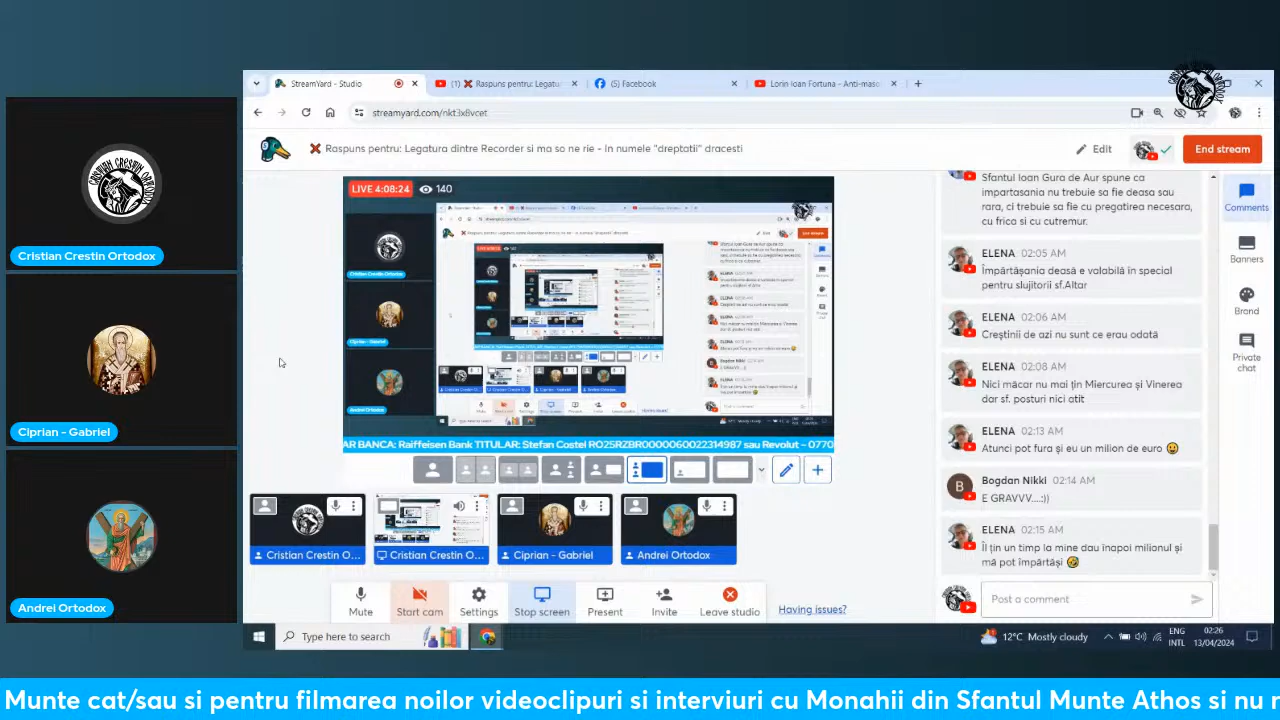 Cristian Crestin Ortodox
Ciprian - Gabriel
Andrei Ortodox
StreamYard - Studio
(1) ❌ Raspuns pentru: Legatu
(5) Facebook
Lorin Ioan Fortuna - Anti-maso
streamyard.com/nkt3x8vcet
❌ Raspuns pentru: Legatura dintre Recorder si ma so ne rie - in numele "dreptatii" dracesti
Edit
End stream
LIVE 4:08:24
140
Cristian Crestin Ortodox
Ciprian - Gabriel
Andrei Ortodox
AR BANCA: Raiffeisen Bank TITULAR: Stefan Costel RO25RZBR0000060022314987 sau Revolut - 0770
Cristian Crestin O...
Cristian Crestin O...
Ciprian - Gabriel
Andrei Ortodox
Mute
Start cam
Settings
Stop screen
Present
Invite
Leave studio
Having issues?
Sfantul Ioan Gura de Aur spune ca
impartasania nu trebuie sa fie deasa sau
rara, ci trebuie sa fie cu pregatirea necesara,
cu frica si cu cutremur.
ELENA 02:05 AM
Împărtășania deasă e valabilă în special
pentru slujitorii sf.Altar
ELENA 02:06 AM
Creștinii de azi nu sunt ce erau odată
ELENA 02:08 AM
Nici măcar nu mai țin Miercurea și Vinerea
dar sf. posturi nici atit
ELENA 02:13 AM
Atunci pot fura și eu un milion de euro
Bogdan Nikki 02:14 AM
E GRAVVV....:))
ELENA 02:15 AM
Îl țin un timp la mine dau înapoi milionul și
mă pot împărtăși
Post a comment
Comments
Banners
Brand
Private
chat
Type here to search
12°C Mostly cloudy
ENG
INTL
02:26
13/04/2024
Munte cat/sau si pentru filmarea noilor videoclipuri si interviuri cu Monahii din Sfantul Munte Athos si nu